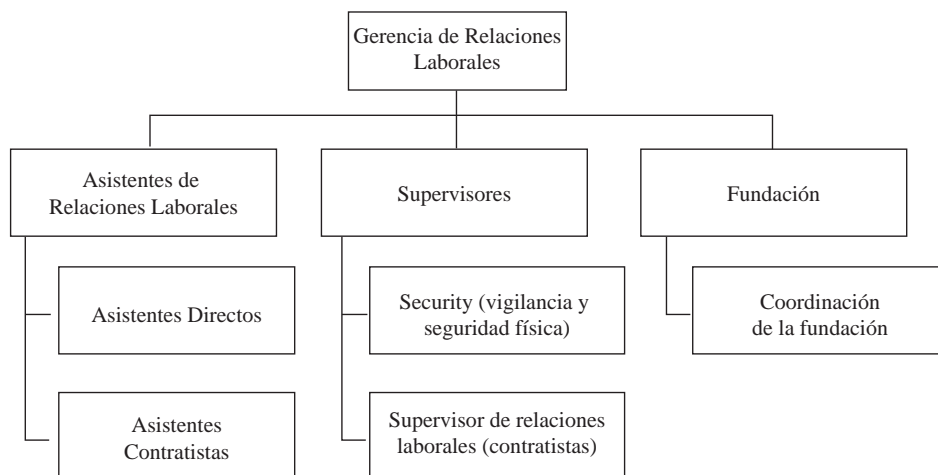 Gerencia de Relaciones
Laborales
Asistentes de
Relaciones Laborales
Supervisores
Fundación
Asistentes Directos
Security (vigilancia y
seguridad física)
Coordinación
de la fundación
Asistentes
Contratistas
Supervisor de relaciones
laborales (contratistas)